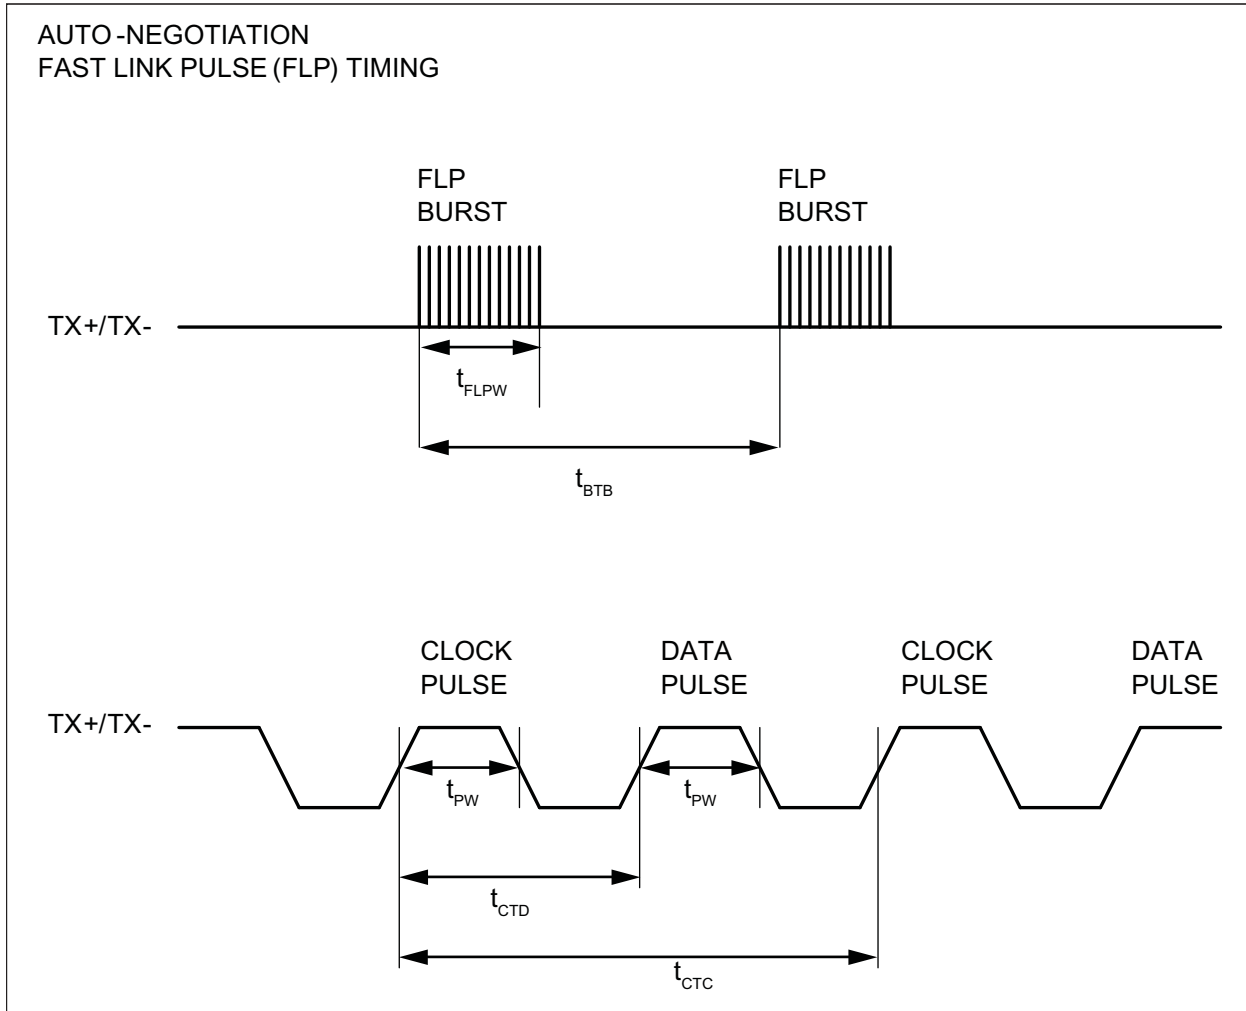 AUTO-NEGOTIATION
FAST LINK PULSE (FLP) TIMING
FLP
BURST
FLP
BURST
TX+/TX-
tFLPW
tBTB
CLOCK
PULSE
DATA
PULSE
CLOCK
PULSE
DATA
PULSE
TX+/TX-
tPW
tPW
tCTD
tCTC